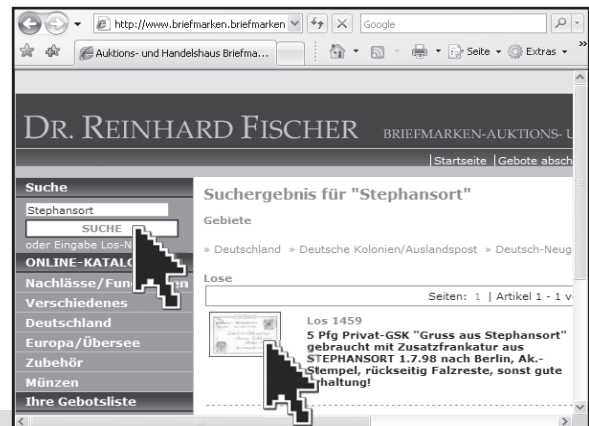 http://www.briefmarken.briefmarken
Google
Auktions- und Handelshaus Briefma...
Seite
Extras
»
DR. REINHARD FISCHER BRIEFMARKEN-AUKTIONS- U
|Startseite |Gebote absch
Suche
Stephansort
SUCHE
oder Eingabe Los-N
ONLINE-KATALO
Nachlässe/Fun en
Verschiedenes
Deutschland
Europa/Übersee
Zubehör
Münzen
Ihre Gebotsliste
Suchergebnis für "Stephansort"
Gebiete
» Deutschland » Deutsche Kolonien/Auslandspost » Deutsch-Neug
Lose
Seiten: 1 | Artikel 1 - 1 v
Los 1459
5 Pfg Privat-GSK "Gruss aus Stephansort"
gebraucht mit Zusatzfrankatur aus
STEPHANSORT 1.7.98 nach Berlin, Ak.-
Stempel, rückseitig Falzreste, sonst gute
rhaltung!